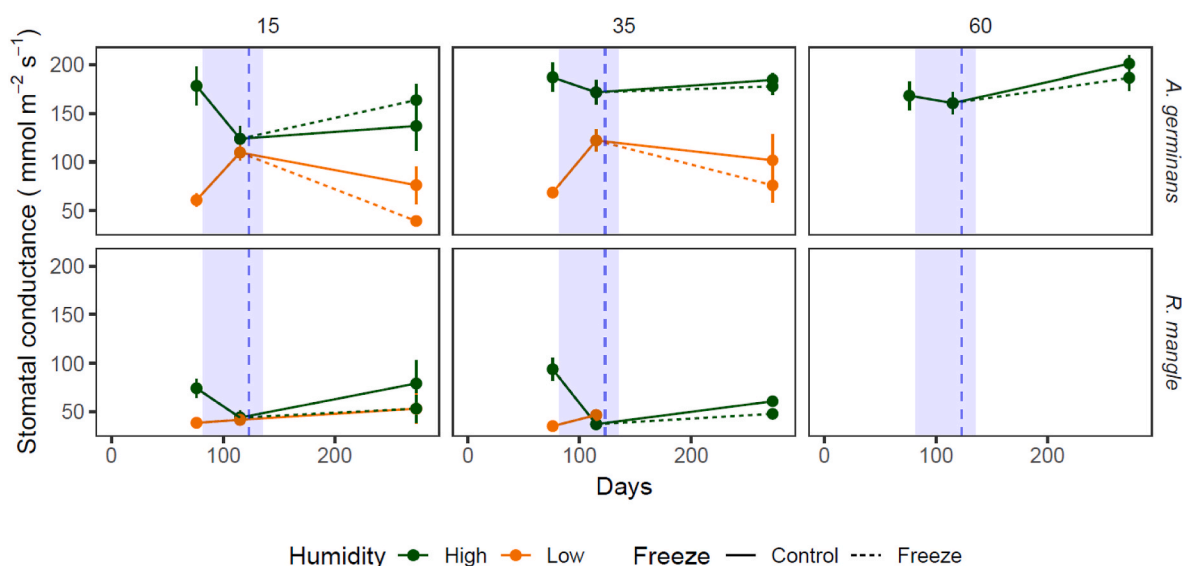 15 35 60
200
150
100
50
A. germinans
200
150
100
50
R. mangle
Stomatal conductance ( mmol m⁻² s⁻¹)
0 100 200 0 100 200 0 100 200
Days
Humidity High Low Freeze Control Freeze